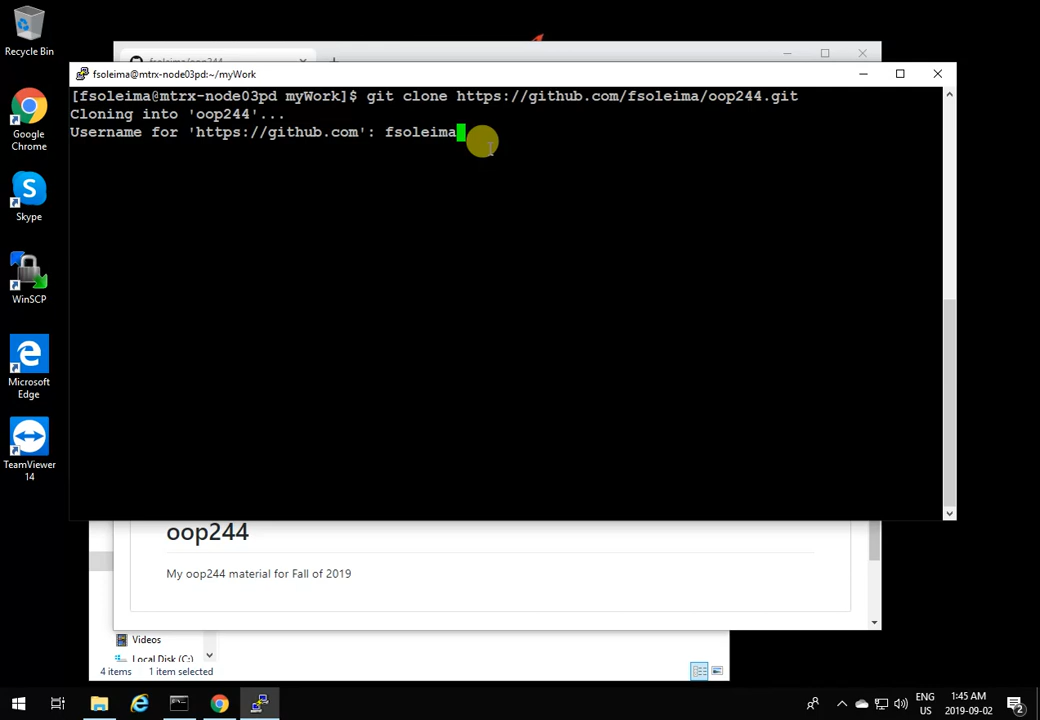 Recycle Bin
Google
Chrome
Skype
WinSCP
Microsoft
Edge
TeamViewer
14
fsoleima/oop244
fsoleima@mtrx-node03pd:~/myWork
[fsoleima@mtrx-node03pd myWork]$ git clone https://github.com/fsoleima/oop244.git
Cloning into 'oop244'...
Username for 'https://github.com': fsoleima
oop244
My oop244 material for Fall of 2019
Videos
Local Disk (C:)
4 items 1 item selected
ENG
US
1:45 AM
2019-09-02
2